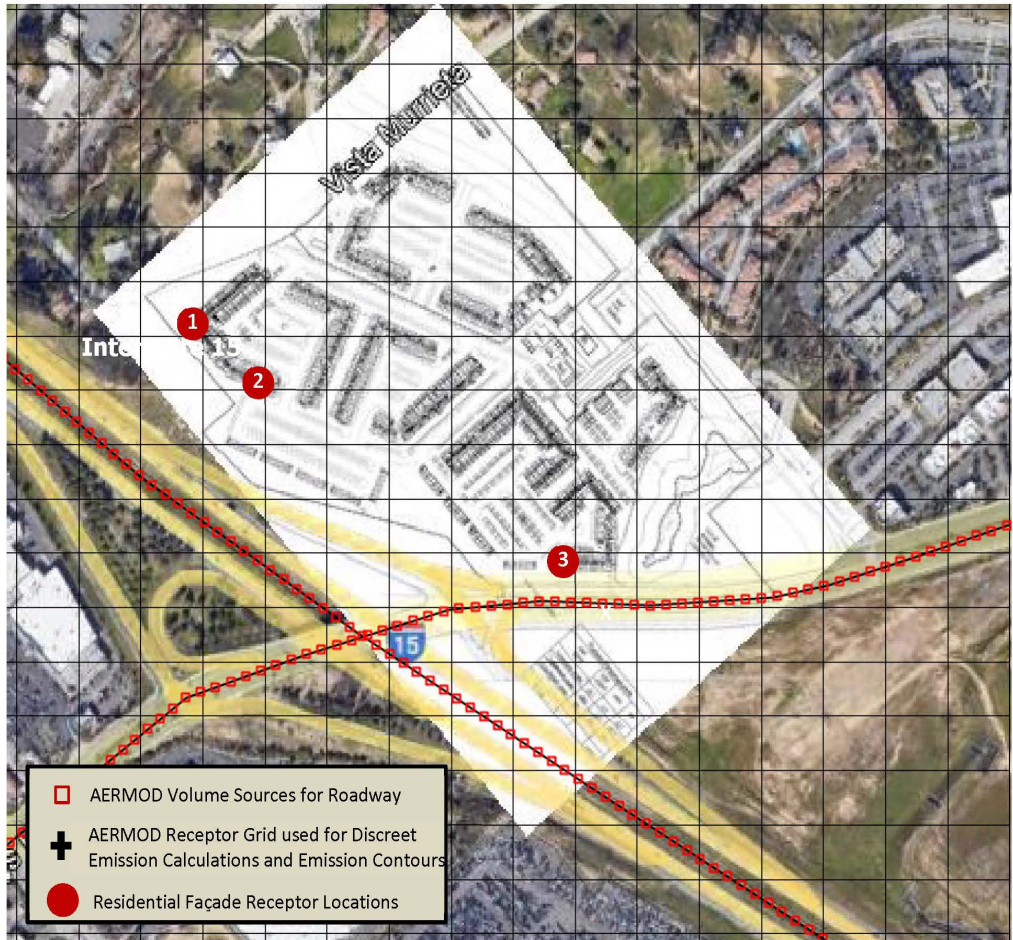 Vista Murrieta
1
2
3
15
AERMOD Volume Sources for Roadway
AERMOD Receptor Grid used for Discreet
Emission Calculations and Emission Contours
Residential Façade Receptor Locations